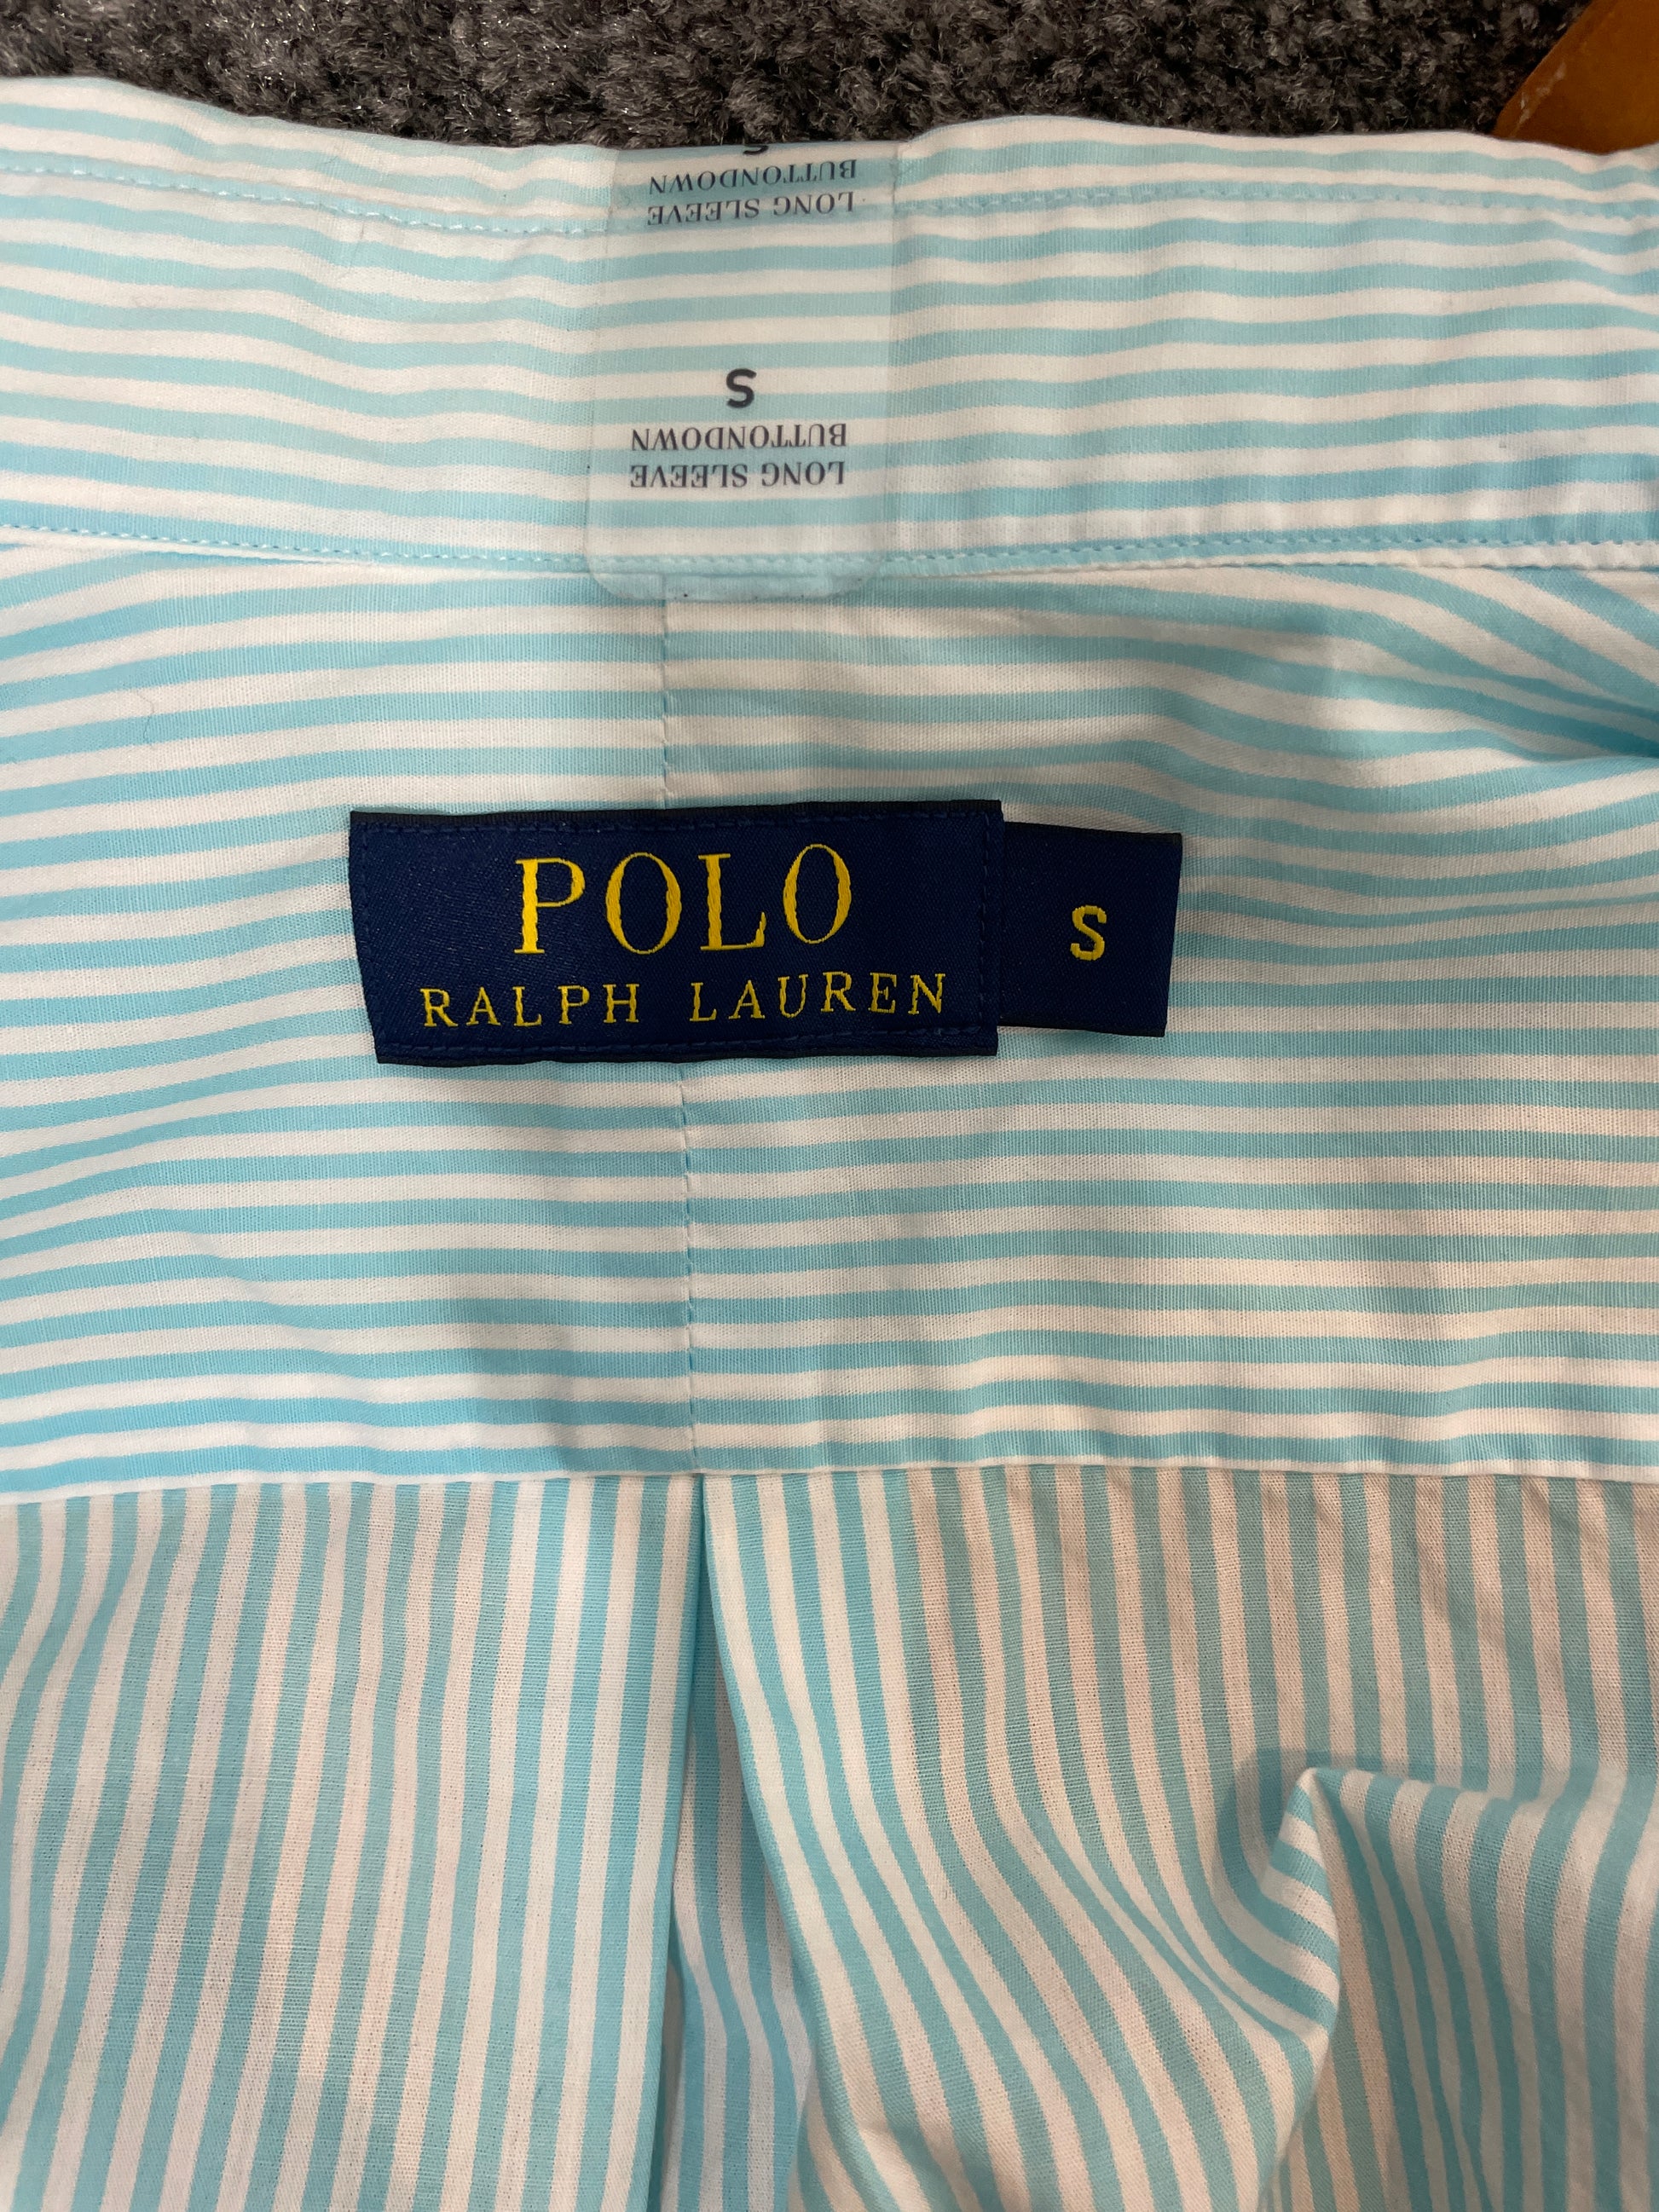 S
BUTTONDOWN
LONG SLEEVE
S
BUTTONDOWN
LONG SLEEVE
POLO
RALPH LAUREN
S